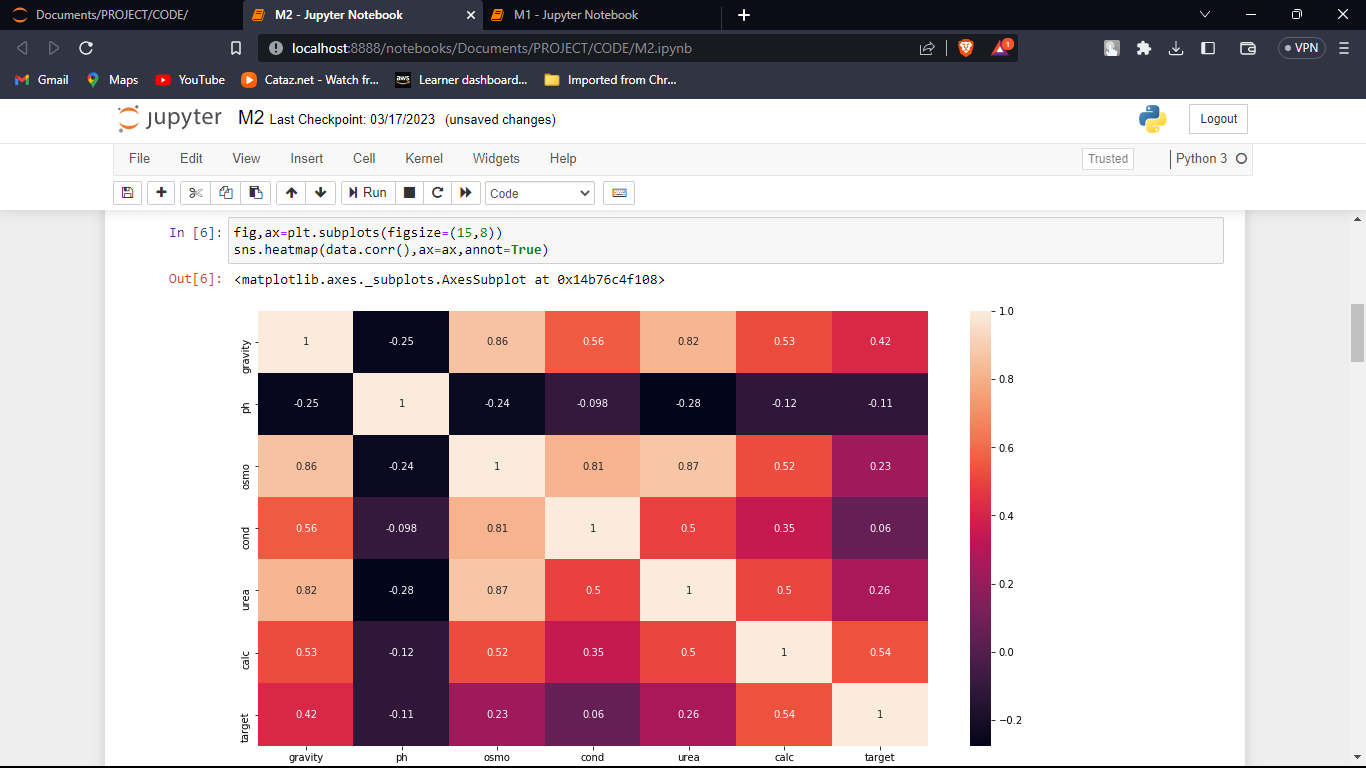 Documents/PROJECT/CODE/ M2 - Jupyter Notebook M1 - Jupyter Notebook
localhost:8888/notebooks/Documents/PROJECT/CODE/M2.ipynb 1 VPN
Gmail Maps YouTube Cataz.net - Watch fr... aws Learner dashboard... Imported from Chr...
jupyter M2 Last Checkpoint: 03/17/2023 (unsaved changes) Logout
File Edit View Insert Cell Kernel Widgets Help Trusted Python 3
Run Code
In [6]: fig,ax=plt.subplots(figsize=(15,8))
sns.heatmap(data.corr(),ax=ax,annot=True)
Out[6]: <matplotlib.axes._subplots.AxesSubplot at 0x14b76c4f108>
1.0
gravity 1 -0.25 0.86 0.56 0.82 0.53 0.42
0.8
ph -0.25 1 -0.24 -0.098 -0.28 -0.12 -0.11
0.6
osmo 0.86 -0.24 1 0.81 0.87 0.52 0.23
0.4
cond 0.56 -0.098 0.81 1 0.5 0.35 0.06
0.2
urea 0.82 -0.28 0.87 0.5 1 0.5 0.26
0.0
calc 0.53 -0.12 0.52 0.35 0.5 1 0.54
−0.2
target 0.42 -0.11 0.23 0.06 0.26 0.54 1
gravity ph osmo cond urea calc target